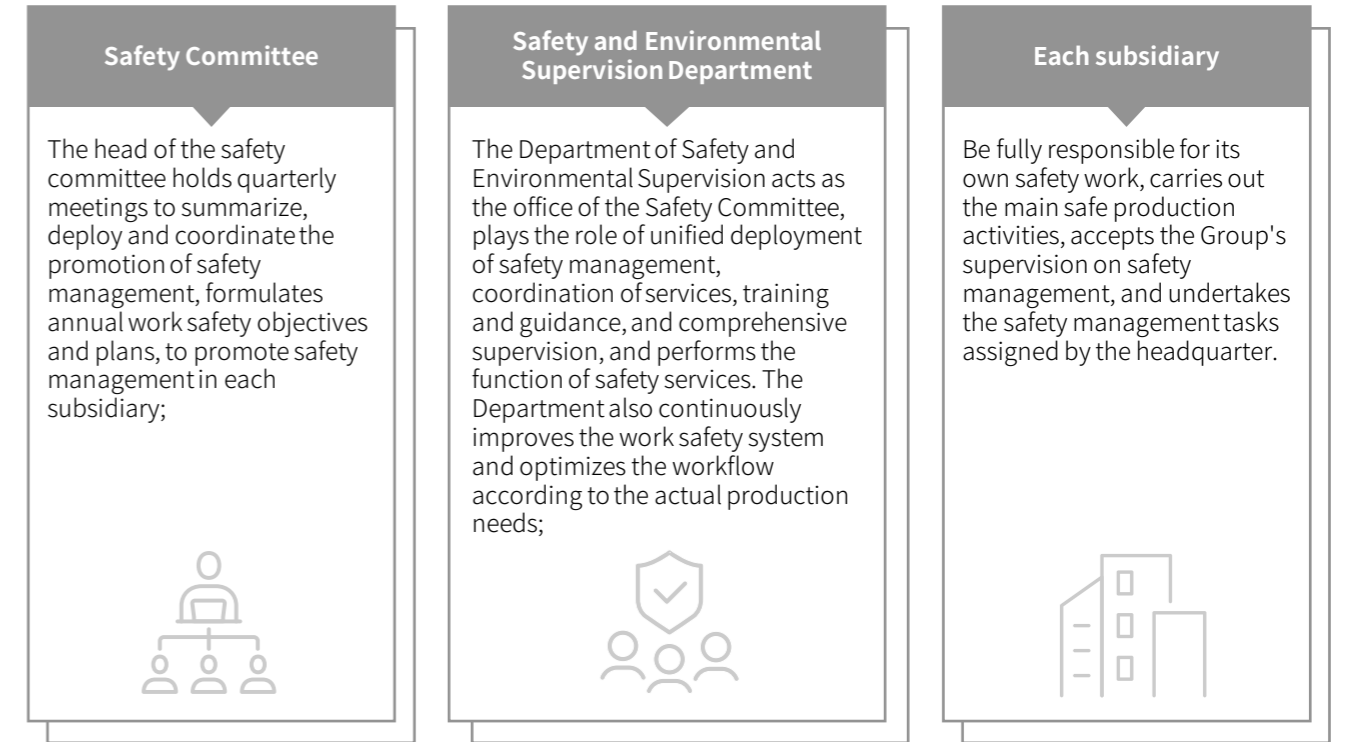 Safety Committee
The head of the safety
committee holds quarterly
meetings to summarize,
deploy and coordinate the
promotion of safety
management, formulates
annual work safety objectives
and plans, to promote safety
management in each
subsidiary;
Safety and Environmental
Supervision Department
The Department of Safety and
Environmental Supervision acts as
the office of the Safety Committee,
plays the role of unified deployment
of safety management,
coordination of services, training
and guidance, and comprehensive
supervision, and performs the
function of safety services. The
Department also continuously
improves the work safety system
and optimizes the workflow
according to the actual production
needs;
Each subsidiary
Be fully responsible for its
own safety work, carries out
the main safe production
activities, accepts the Group's
supervision on safety
management, and undertakes
the safety management tasks
assigned by the headquarter.